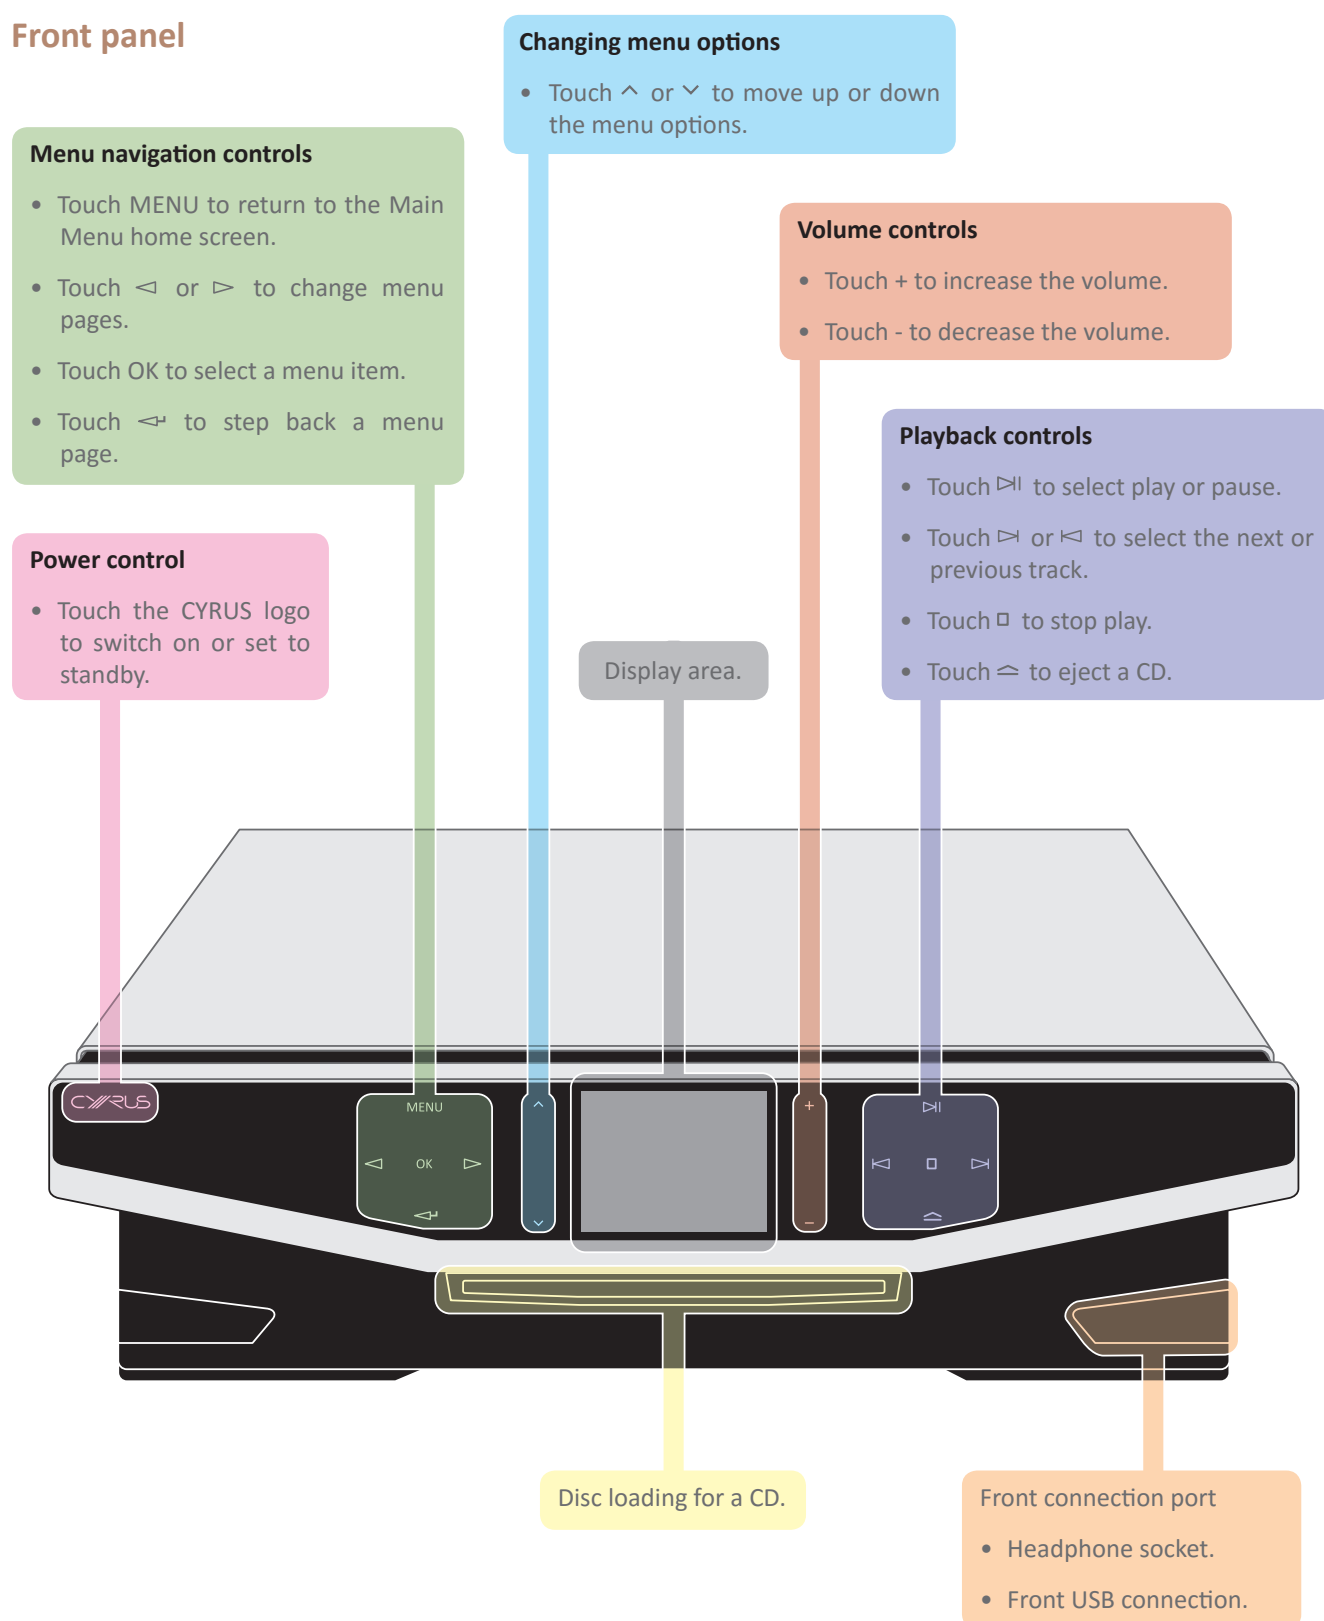 Front panel
Changing menu options
• Touch ^ or ⌄ to move up or down
the menu options.
Menu navigation controls
• Touch MENU to return to the Main
Menu home screen.
• Touch ◅ or ▻ to change menu
pages.
• Touch OK to select a menu item.
• Touch ⏎ to step back a menu
page.
Volume controls
• Touch + to increase the volume.
• Touch - to decrease the volume.
Playback controls
• Touch ▷|| to select play or pause.
• Touch ▷| or |◁ to select the next or
previous track.
• Touch □ to stop play.
• Touch ⏏ to eject a CD.
Power control
• Touch the CYRUS logo
to switch on or set to
standby.
Display area.
CYRUS
MENU
OK
+
−
Disc loading for a CD.
Front connection port
• Headphone socket.
• Front USB connection.